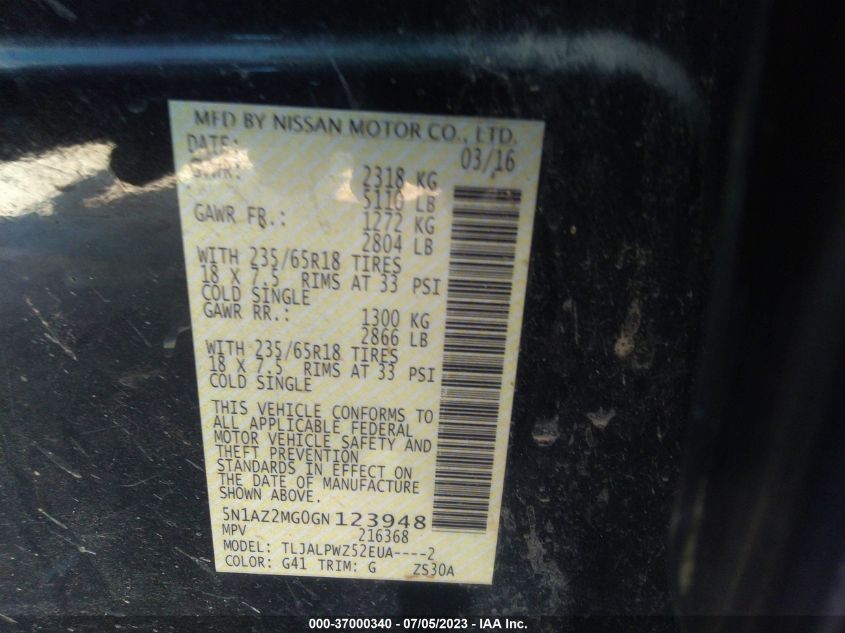 MFD BY NISSAN MOTOR CO., LTD.
DATE: 03/16
GVWR: 2318 KG
5110 LB
GAWR FR.: 1272 KG
2804 LB
WITH 235/65R18 TIRES
18 X 7.5 RIMS AT 33 PSI
COLD SINGLE
GAWR RR.: 1300 KG
2866 LB
WITH 235/65R18 TIRES
18 X 7.5 RIMS AT 33 PSI
COLD SINGLE
THIS VEHICLE CONFORMS TO
ALL APPLICABLE FEDERAL
MOTOR VEHICLE SAFETY AND
THEFT PREVENTION
STANDARDS IN EFFECT ON
THE DATE OF MANUFACTURE
SHOWN ABOVE.
5N1AZ2MG0GN123948
MPV 216368
MODEL: TLJALPWZ52EUA----2
COLOR: G41 TRIM: G ZS30A
000-37000340 - 07/05/2023 - IAA Inc.